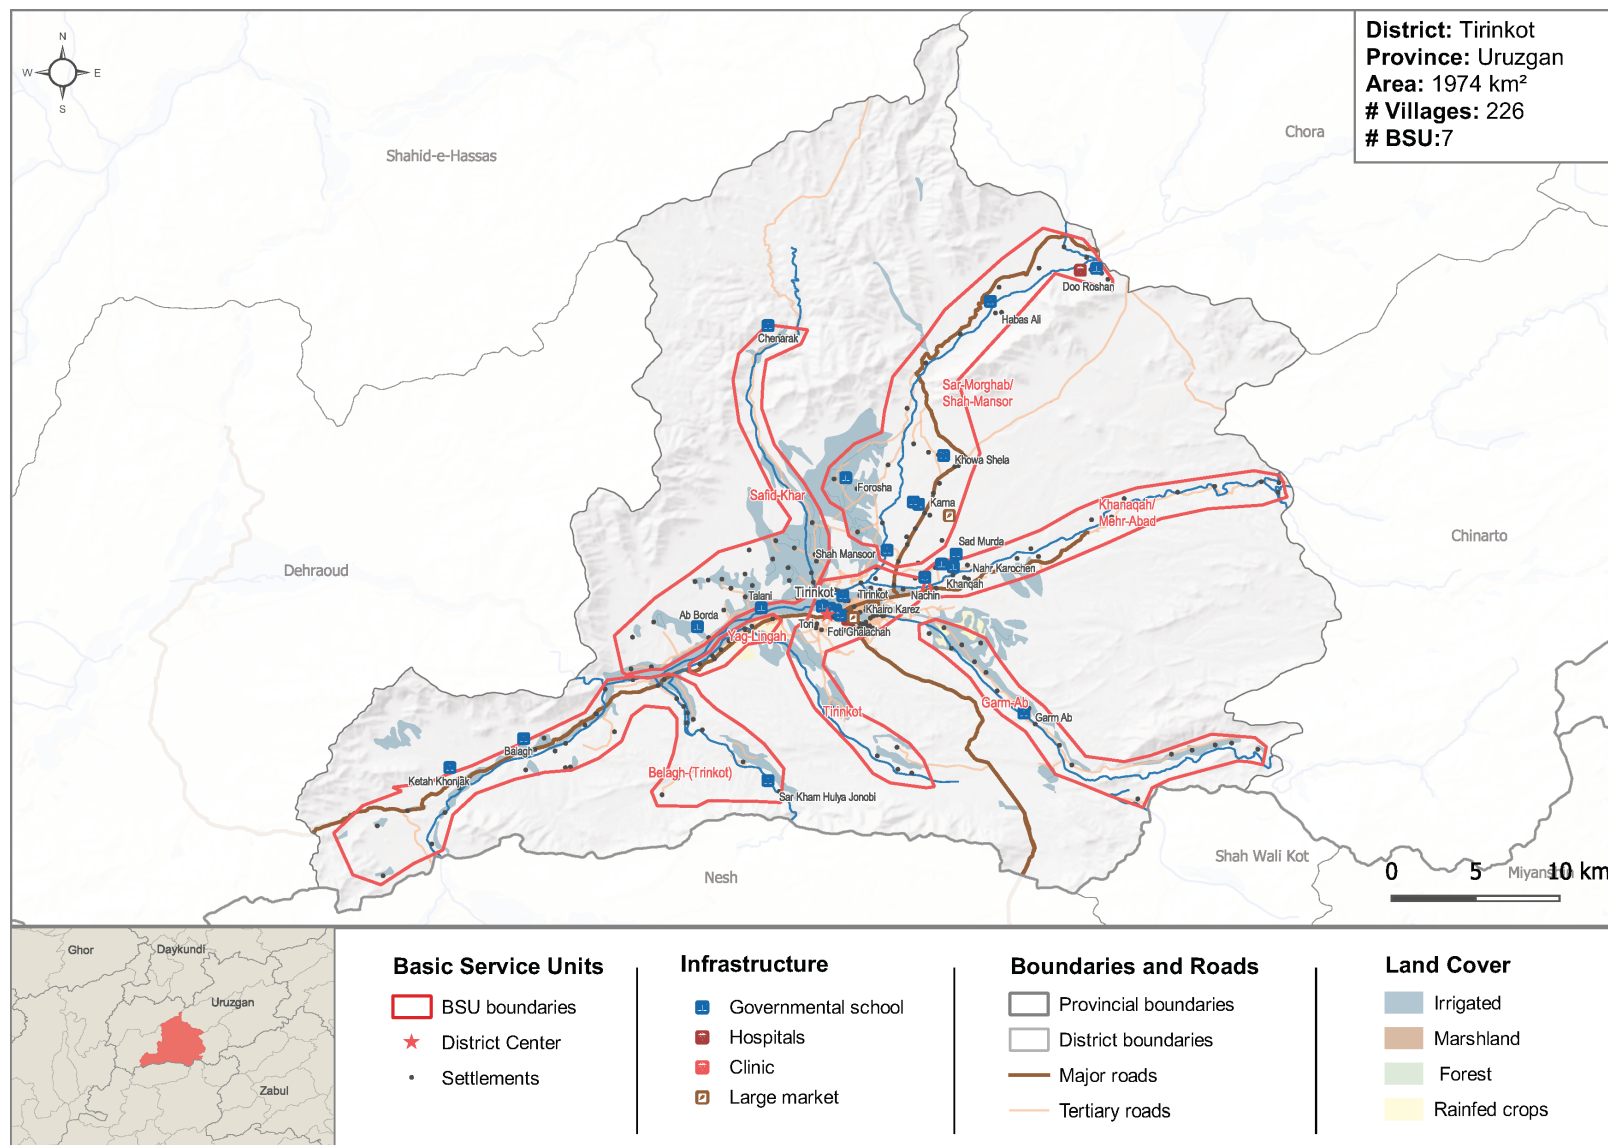 District: Tirinkot
Province: Uruzgan
Area: 1974 km²
# Villages: 226
# BSU:7
N
W
E
S
Shahid-e-Hassas
Chora
Doo Roshan
Habas Ali
Chenarak
Sar-Morghab/
Shah-Mansor
Khowa Shela
Forosha
Safid-Khar
Karna
Khanaqah/
Mehr-Abad
Chinarto
Sad Murda
Shah Mansoor
Nahr Karochen
Dehraoud
Khanqah
Talani
Tirinkot
Tirinkot
Nachin
Ab Borda
Khairo Karez
Tori
Foti/Ghalachah
Yag-Lingah
Garm-Ab
Tirinkot
Garm Ab
Balagh
Ketah Khonjak
Belagh-(Trinkot)
Sar Kham Hulya Jonobi
Nesh
Shah Wali Kot
Miyanshin
0 5 10 km
Ghor
Daykundi
Uruzgan
Zabul
Basic Service Units
BSU boundaries
District Center
Settlements
Infrastructure
Governmental school
Hospitals
Clinic
Large market
Boundaries and Roads
Provincial boundaries
District boundaries
Major roads
Tertiary roads
Land Cover
Irrigated
Marshland
Forest
Rainfed crops